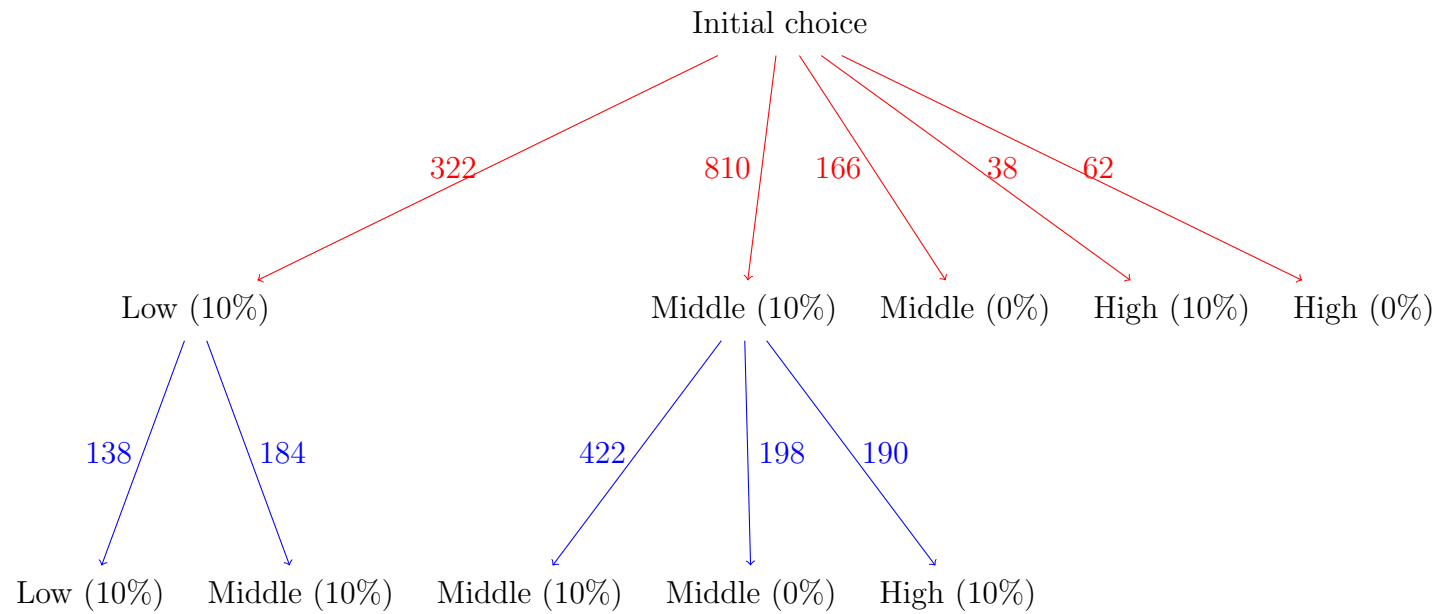 Initial choice
322 810 166 38 62
Low (10%) Middle (10%) Middle (0%) High (10%) High (0%)
138 184 422 198 190
Low (10%) Middle (10%) Middle (10%) Middle (0%) High (10%)